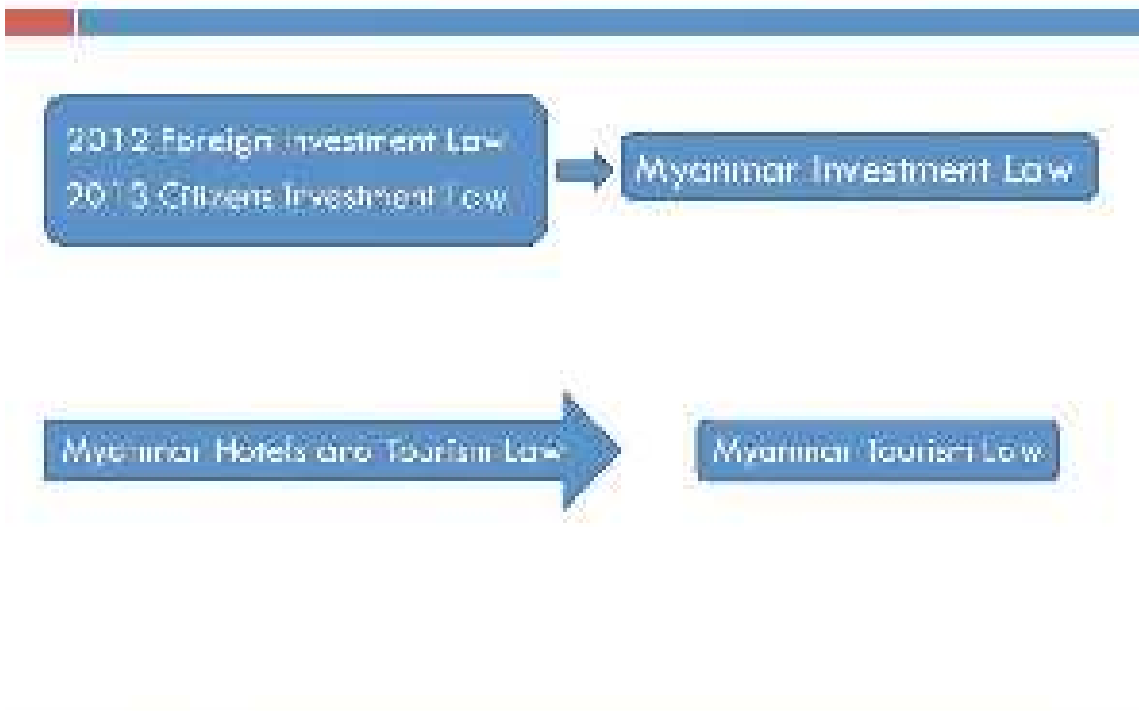 2012 Foreign Investment Law
2013 Citizens Investment Law
Myanmar Investment Law
Myanmar Hotels and Tourism Law
Myanmar Tourism Law